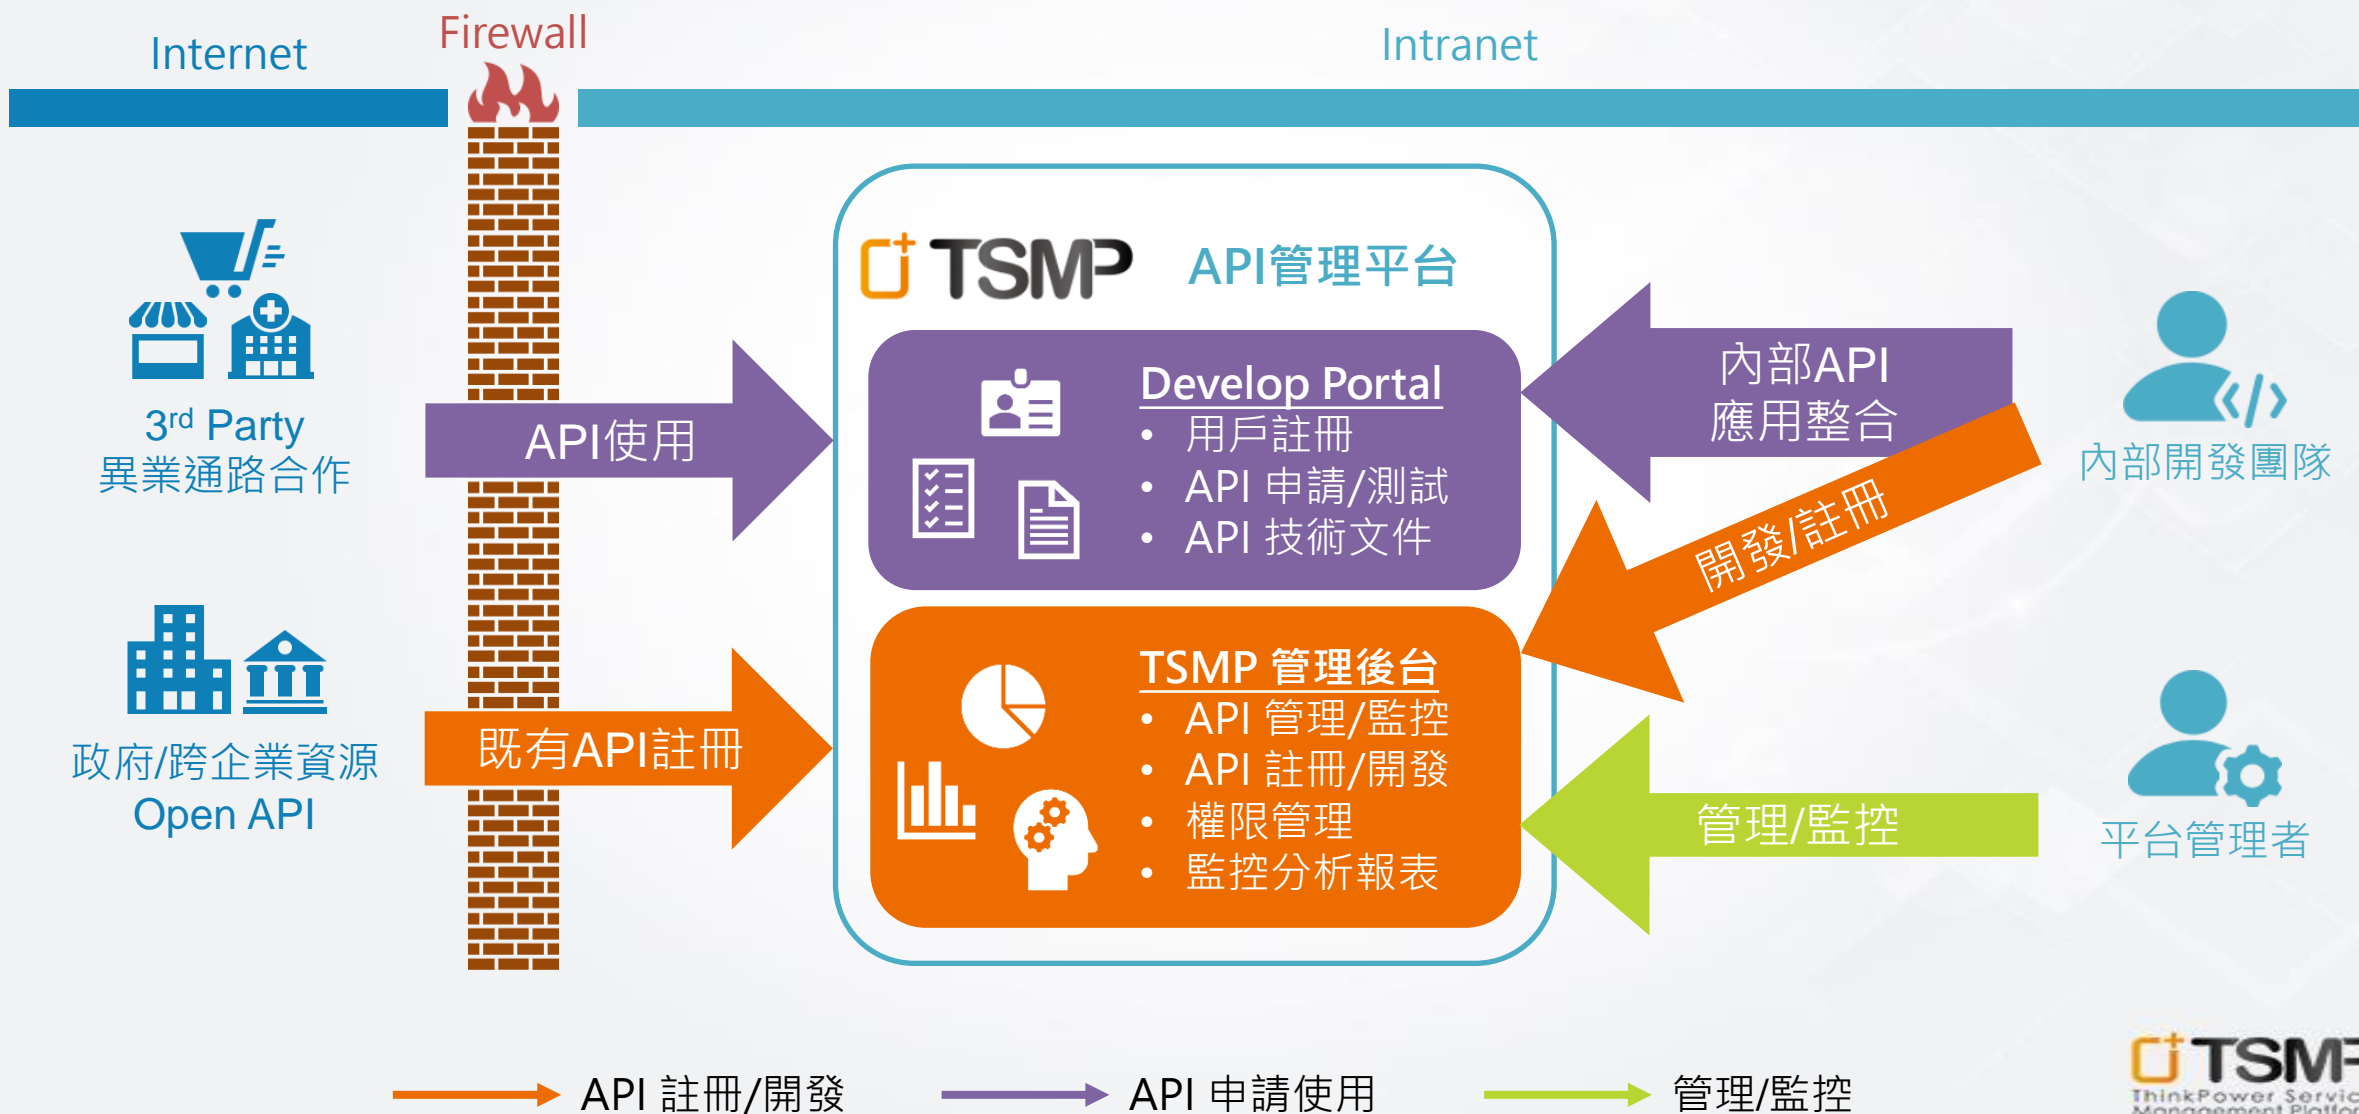 Internet
Firewall
Intranet
TSMP API管理平台
3rd Party
異業通路合作
API使用
Develop Portal
• 用戶註冊
• API 申請/測試
• API 技術文件
內部API
應用整合
內部開發團隊
開發/註冊
政府/跨企業資源
Open API
既有API註冊
TSMP 管理後台
• API 管理/監控
• API 註冊/開發
• 權限管理
• 監控分析報表
管理/監控
平台管理者
API 註冊/開發
API 申請使用
管理/監控
TSMP
ThinkPower Servic
Management Platfor